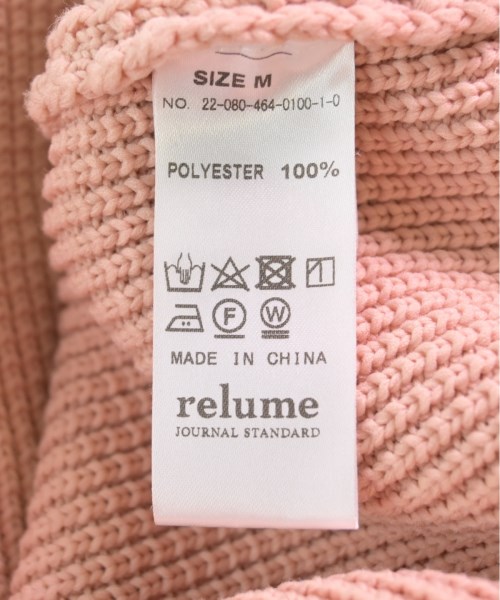 SIZE M
NO. 22-080-464-0100-1-0
POLYESTER 100%
F W
MADE IN CHINA
relume
JOURNAL STANDARD